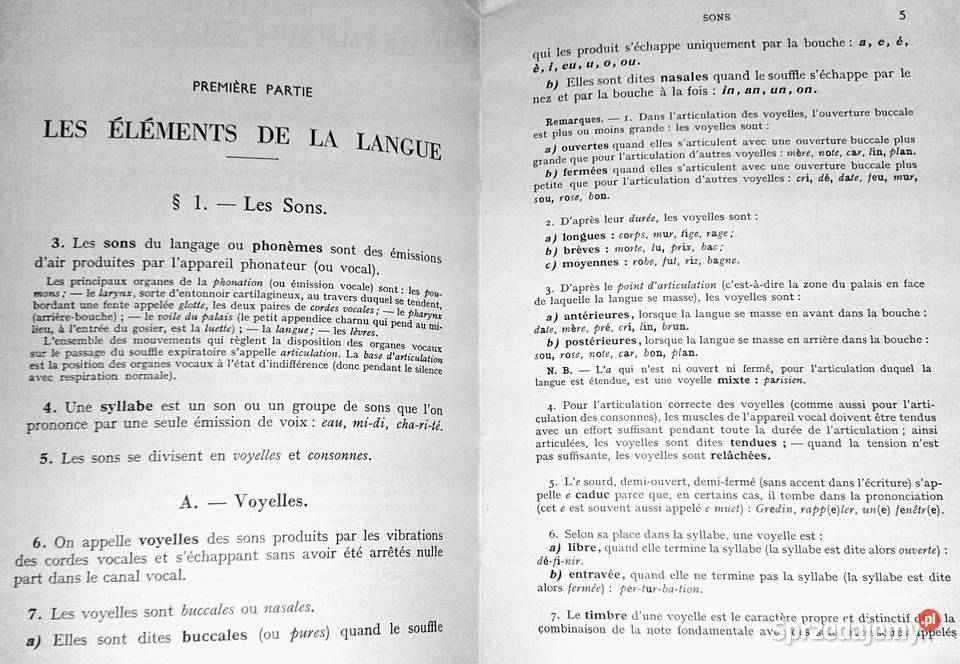 PREMIÈRE PARTIE
LES ÉLÉMENTS DE LA LANGUE
§ 1. — Les Sons.
3. Les sons du langage ou phonèmes sont des émissions
d'air produites par l'appareil phonateur (ou vocal).
Les principaux organes de la phonation (ou émission vocale) sont : les pou-
mons ; — le larynx, sorte d'entonnoir cartilagineux, au travers duquel se tendent,
bordant une fente appelée glotte, les deux paires de cordes vocales ; — le pharynx
(arrière-bouche) ; — le voile du palais (le petit appendice charnu qui pend au mi-
lieu, à l'entrée du gosier, est la luette) ; — la langue ; — les lèvres.
L'ensemble des mouvements qui règlent la disposition des organes vocaux
sur le passage du souffle expiratoire s'appelle articulation. La base d'articulation
est la position des organes vocaux à l'état d'indifférence (donc pendant le silence
avec respiration normale).
4. Une syllabe est un son ou un groupe de sons que l'on
prononce par une seule émission de voix : eau, mi-di, cha-ri-té.
5. Les sons se divisent en voyelles et consonnes.
A. — Voyelles.
6. On appelle voyelles des sons produits par les vibrations
des cordes vocales et s'échappant sans avoir été arrêtés nulle
part dans le canal vocal.
7. Les voyelles sont buccales ou nasales.
a) Elles sont dites buccales (ou pures) quand le souffle
SONS 5
qui les produit s'échappe uniquement par la bouche : a, e, é,
è, i, eu, u, o, ou.
b) Elles sont dites nasales quand le souffle s'échappe par le
nez et par la bouche à la fois : in, an, un, on.
Remarques. — 1. Dans l'articulation des voyelles, l'ouverture buccale
est plus ou moins grande : les voyelles sont :
a) ouvertes quand elles s'articulent avec une ouverture buccale plus
grande que pour l'articulation d'autres voyelles : mère, note, car, lin, plan.
b) fermées quand elles s'articulent avec une ouverture buccale plus
petite que pour l'articulation d'autres voyelles : cri, dé, date, feu, mur,
sou, rose, bon.
2. D'après leur durée, les voyelles sont :
a) longues : corps, mur, tige, rage ;
b) brèves : morte, lu, prix, bac ;
c) moyennes : robe, fut, riz, bagne.
3. D'après le point d'articulation (c'est-à-dire la zone du palais en face
de laquelle la langue se masse), les voyelles sont :
a) antérieures, lorsque la langue se masse en avant dans la bouche :
date, mère, pré, cri, lin, brun.
b) postérieures, lorsque la langue se masse en arrière dans la bouche :
sou, rose, note, car, bon, plan.
N. B. — L'a qui n'est ni ouvert ni fermé, pour l'articulation duquel la
langue est étendue, est une voyelle mixte : parisien.
4. Pour l'articulation correcte des voyelles (comme aussi pour l'arti-
culation des consonnes), les muscles de l'appareil vocal doivent être tendus
avec un effort suffisant pendant toute la durée de l'articulation ; ainsi
articulées, les voyelles sont dites tendues ; — quand la tension n'est
pas suffisante, les voyelles sont relâchées.
5. L'e sourd, demi-ouvert, demi-fermé (sans accent dans l'écriture) s'ap-
pelle e caduc parce que, en certains cas, il tombe dans la prononciation
(cet e est souvent aussi appelé e muet) : Gredin, rapp(e)ler, un(e) fenêtr(e).
6. Selon sa place dans la syllabe, une voyelle est :
a) libre, quand elle termine la syllabe (la syllabe est dite alors ouverte) :
dé-fi-nir.
b) entravée, quand elle ne termine pas la syllabe (la syllabe est dite
alors fermée) : per-tur-ba-tion.
7. Le timbre d'une voyelle est le caractère propre et distinctif la
combinaison de la note fondamentale appelés
Sprzedajemy.pl